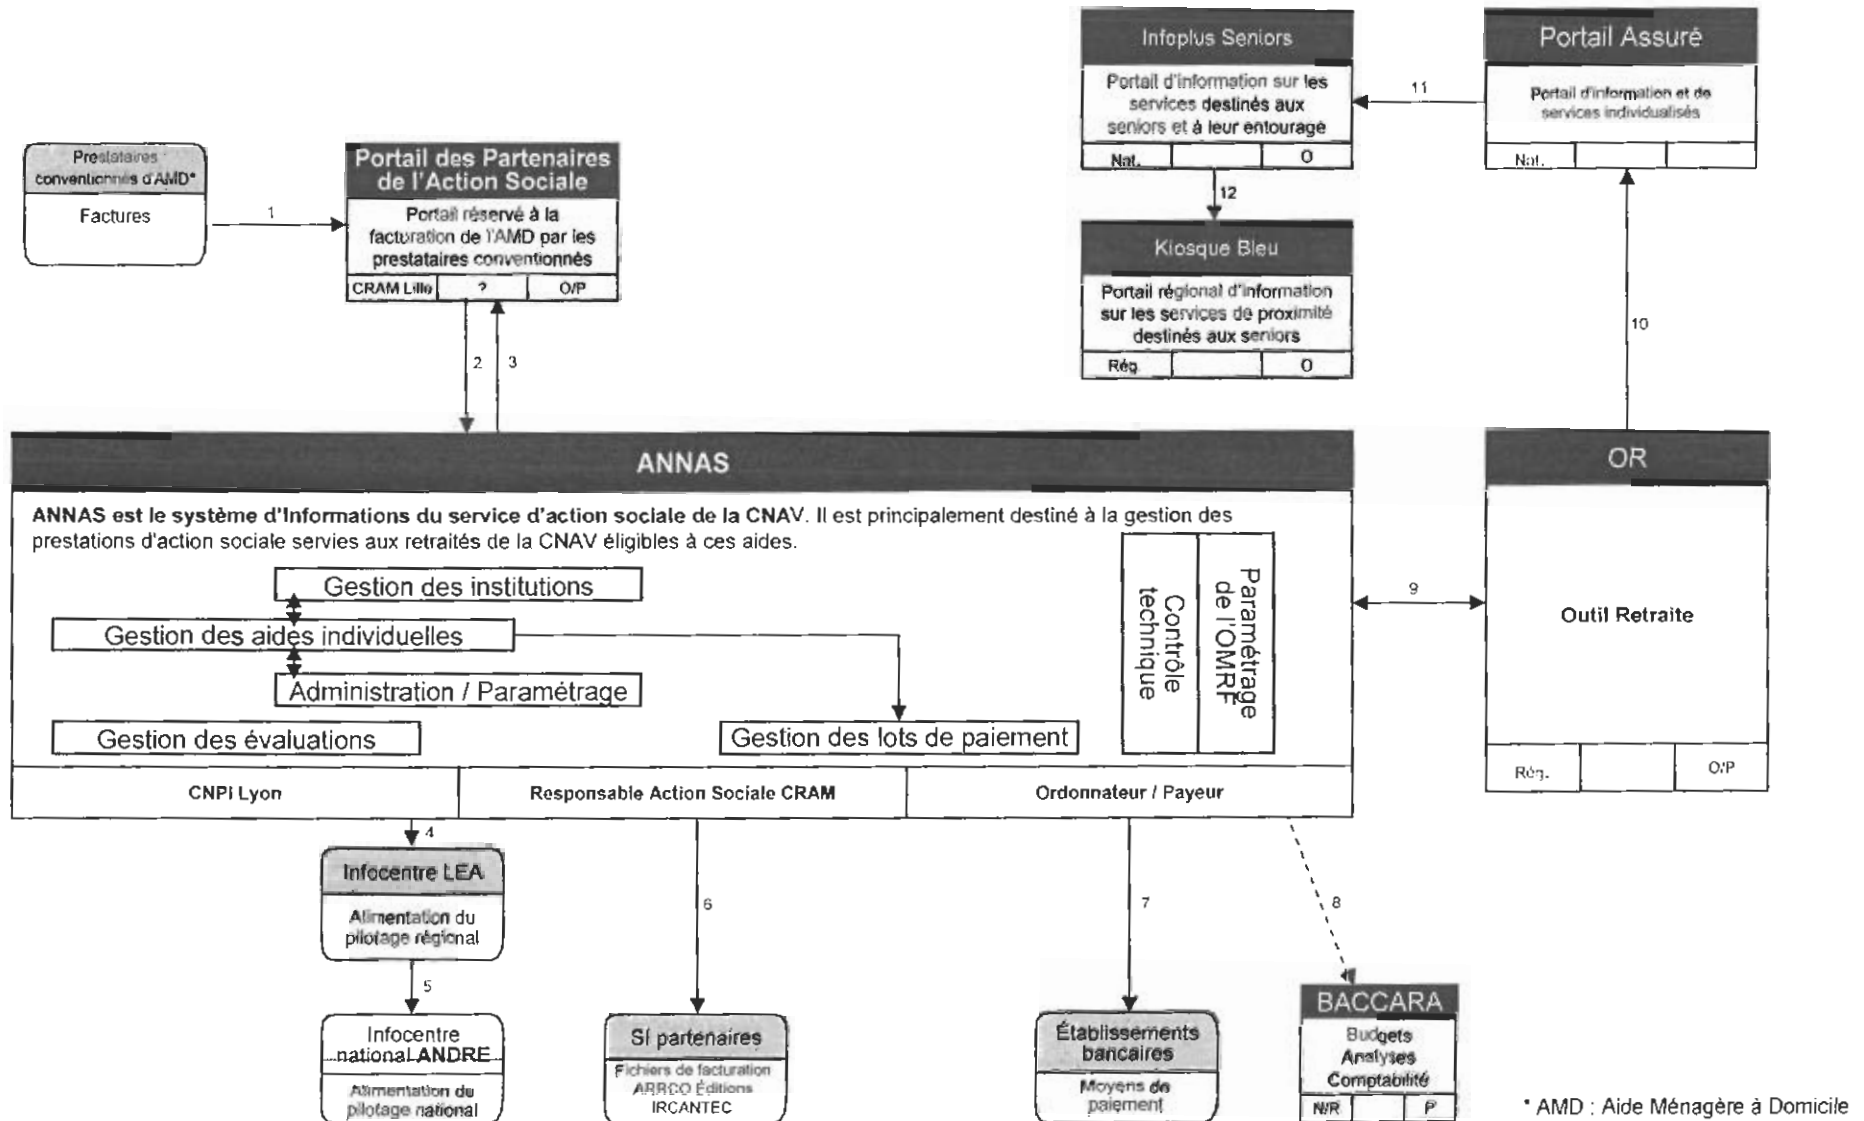 Infoplus Seniors
Portail d'information sur les
services destinés aux
seniors et à leur entourage
Nat.
O
11
Portail Assuré
Portail d'information et de
services individualisés
Nat.
Prestataires
conventionnés d'AMD*
Factures
1
Portail des Partenaires
de l'Action Sociale
Portail réservé à la
facturation de l'AMD par les
prestataires conventionnés
CRAM Lille
?
O/P
12
Kiosque Bleu
Portail régional d'information
sur les services de proximité
destinés aux seniors
Rég.
O
2
3
10
ANNAS
ANNAS est le système d'Informations du service d'action sociale de la CNAV. Il est principalement destiné à la gestion des
prestations d'action sociale servies aux retraités de la CNAV éligibles à ces aides.
Gestion des institutions
Gestion des aides individuelles
Administration / Paramétrage
Gestion des évaluations
Gestion des lots de paiement
Contrôle
technique
Paramétrage
de l'OMRF
CNPi Lyon
Responsable Action Sociale CRAM
Ordonnateur / Payeur
9
OR
Outil Retraite
Rég.
O/P
4
Infocentre LEA
Alimentation du
pilotage régional
5
Infocentre
national ANDRE
Alimentation du
pilotage national
6
SI partenaires
Fichiers de facturation
ARRCO Éditions
IRCANTEC
7
Établissements
bancaires
Moyens de
paiement
8
BACCARA
Budgets
Analyses
Comptabilité
N/R
P
* AMD : Aide Ménagère à Domicile